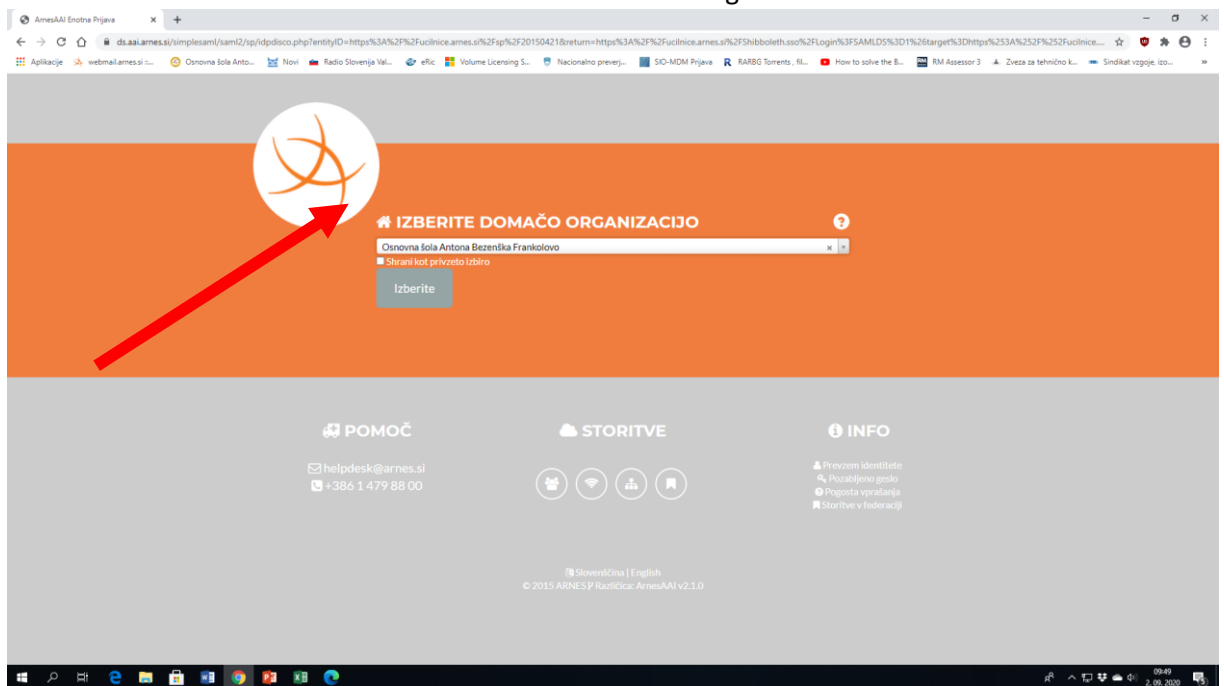 ArnesAAI Enotna Prijava
ds.aai.arnes.si/simplesaml/saml2/sp/idpdisco.php?entityID=https%3A%2F%2Fucilnice.arnes.si%2Fsp%2F20150421&return=https%3A%2F%2Fucilnice.arnes.si%2FShibboleth.sso%2FLogin%3FSAMLDS%3D1%26target%3Dhttps%253A%252F%252Fucilnice....
Aplikacije webmail.arnes.si ::... Osnovna šola Anto... Novi Radio Slovenija Val... eRic Volume Licensing S... Nacionalno preverj... SIO-MDM Prijava R RARBG Torrents , fil... How to solve the B... RM RM Assessor 3 Zveza za tehnično k... Sindikat vzgoje, izo... »
IZBERITE DOMAČO ORGANIZACIJO ?
Osnovna šola Antona Bezenška Frankolovo
Shrani kot privzeto izbiro
Izberite
POMOČ
helpdesk@arnes.si
+386 1 479 88 00
STORITVE
INFO
Prevzem identitete
Pozabljeno geslo
Pogosta vprašanja
Storitve v federaciji
Slovenščina | English
© 2015 ARNES Različica: ArnesAAI v2.1.0
09:49
2. 09. 2020